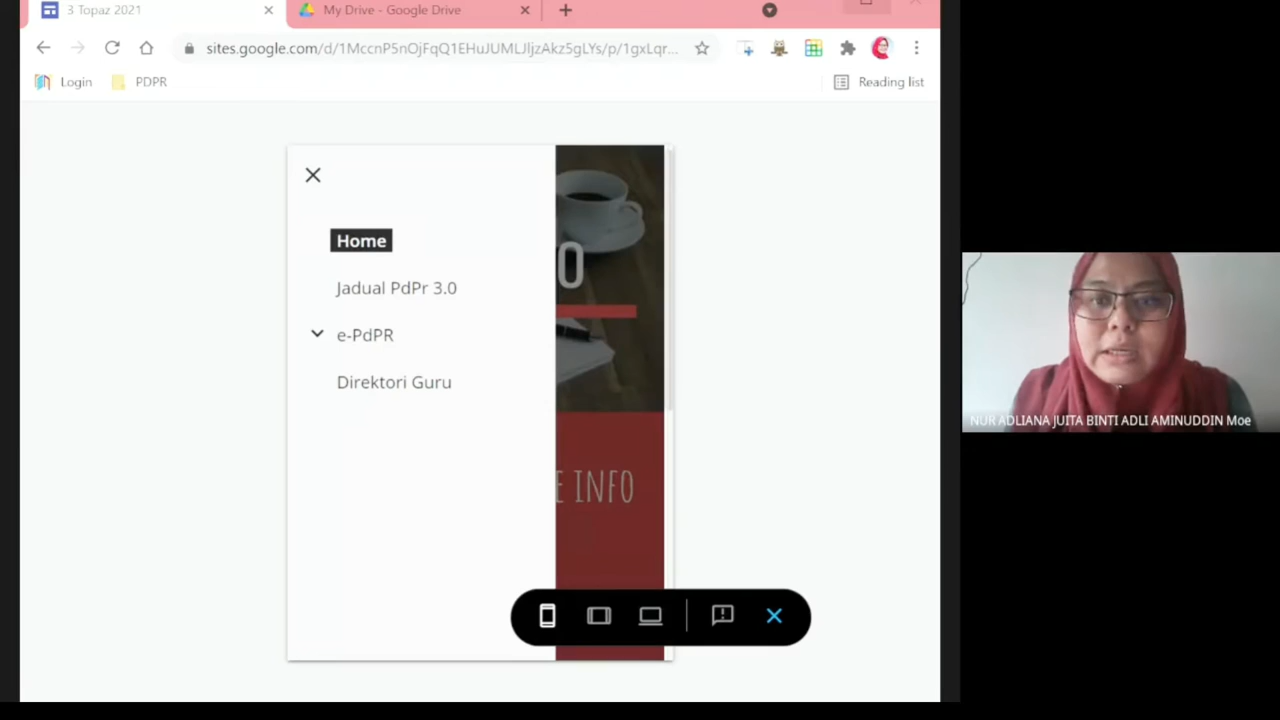 3 Topaz 2021
My Drive - Google Drive
sites.google.com/d/1MccnP5nOjFqQ1EHuJUMLJljzAkz5gLYs/p/1gxLqr...
Login
PDPR
Reading list
Home
Jadual PdPr 3.0
e-PdPR
Direktori Guru
0
E INFO
NUR ADLIANA JUITA BINTI ADLI AMINUDDIN Moe